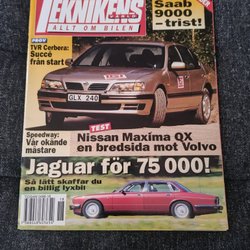 TEKNIKENS
VÄRLD
ALLT OM BILEN
Saab
9000
– trist!
PROV
TVR Cerbera:
Succé
från start
GLX 240
TEST
Speedway:
Vår okände
mästare
TEST
Nissan Maxima QX
en bredsida mot Volvo
Jaguar för 75 000!
Så lätt skaffar du
en billig lyxbil